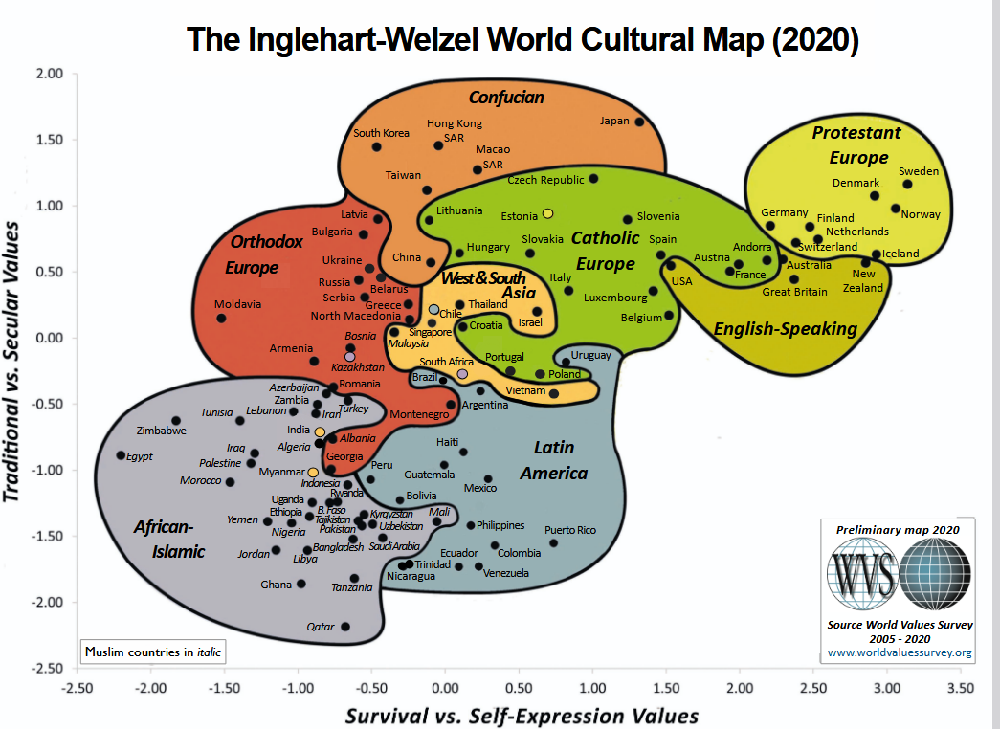 The Inglehart-Welzel World Cultural Map (2020)
Traditional vs. Secular Values
2.00
1.50
1.00
0.50
0.00
-0.50
-1.00
-1.50
-2.00
-2.50
Confucian
Japan
Hong Kong
SAR
South Korea
Macao
SAR
Taiwan
China
Protestant
Europe
Sweden
Denmark
Norway
Germany
Finland
Netherlands
Switzerland
Iceland
Andorra
Catholic
Europe
Czech Republic
Lithuania
Estonia
Slovenia
Hungary
Slovakia
Spain
Austria
France
Italy
Luxembourg
Belgium
Croatia
Portugal
Poland
English-Speaking
USA
Australia
Great Britain
New
Zealand
Orthodox
Europe
Latvia
Bulgaria
Ukraine
Russia
Belarus
Serbia
Greece
North Macedonia
Moldavia
Bosnia
Armenia
Kazakhstan
Romania
Montenegro
Albania
Georgia
West & South
Asia
Thailand
Israel
Chile
Singapore
Malaysia
South Africa
Vietnam
Latin
America
Uruguay
Brazil
Argentina
Haiti
Guatemala
Peru
Mexico
Bolivia
Philippines
Puerto Rico
Ecuador
Colombia
Trinidad
Nicaragua
Venezuela
African-
Islamic
Azerbaijan
Zambia
Lebanon
Iran
Turkey
Tunisia
Zimbabwe
India
Algeria
Egypt
Iraq
Palestine
Myanmar
Morocco
Indonesia
Rwanda
Uganda
B. Faso
Ethiopia
Tajikistan
Kyrgyzstan
Mali
Yemen
Nigeria
Pakistan
Uzbekistan
Bangladesh
Saudi Arabia
Jordan
Libya
Ghana
Tanzania
Qatar
Muslim countries in italic
Preliminary map 2020
WVS
Source World Values Survey
2005 - 2020
www.worldvaluessurvey.org
-2.50 -2.00 -1.50 -1.00 -0.50 0.00 0.50 1.00 1.50 2.00 2.50 3.00 3.50
Survival vs. Self-Expression Values